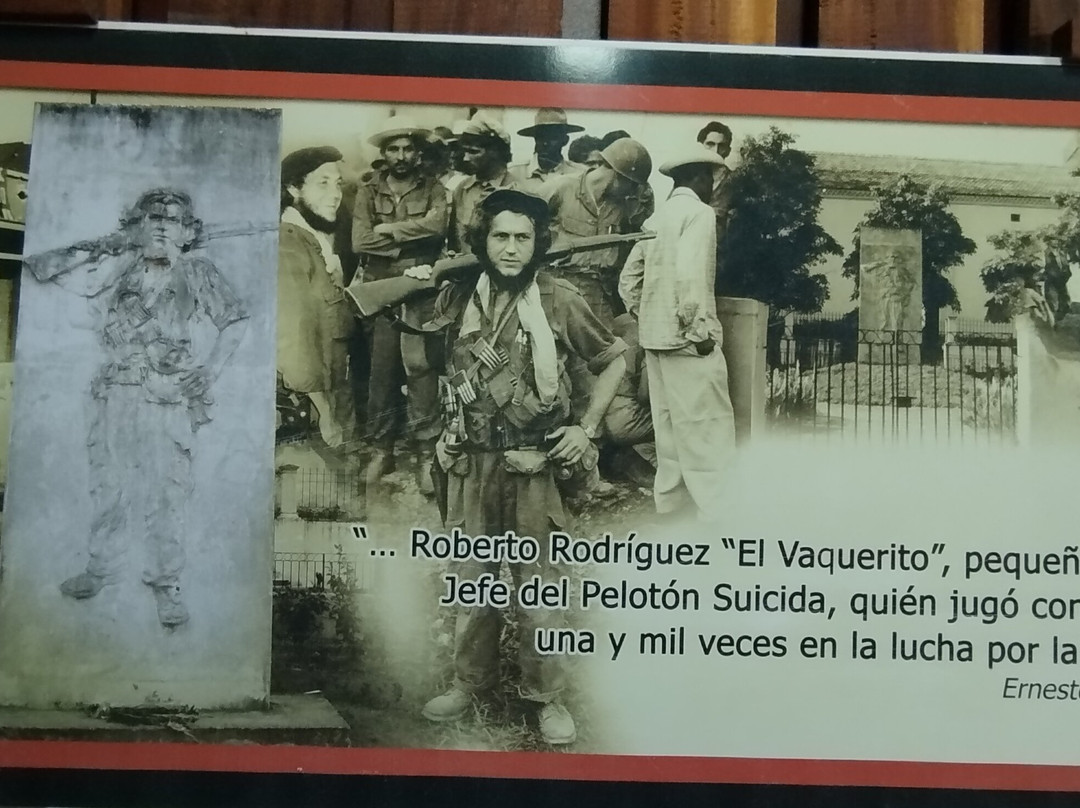 “... Roberto Rodríguez “El Vaquerito”, pequeñ
Jefe del Pelotón Suicida, quién jugó con
una y mil veces en la lucha por la
Ernest